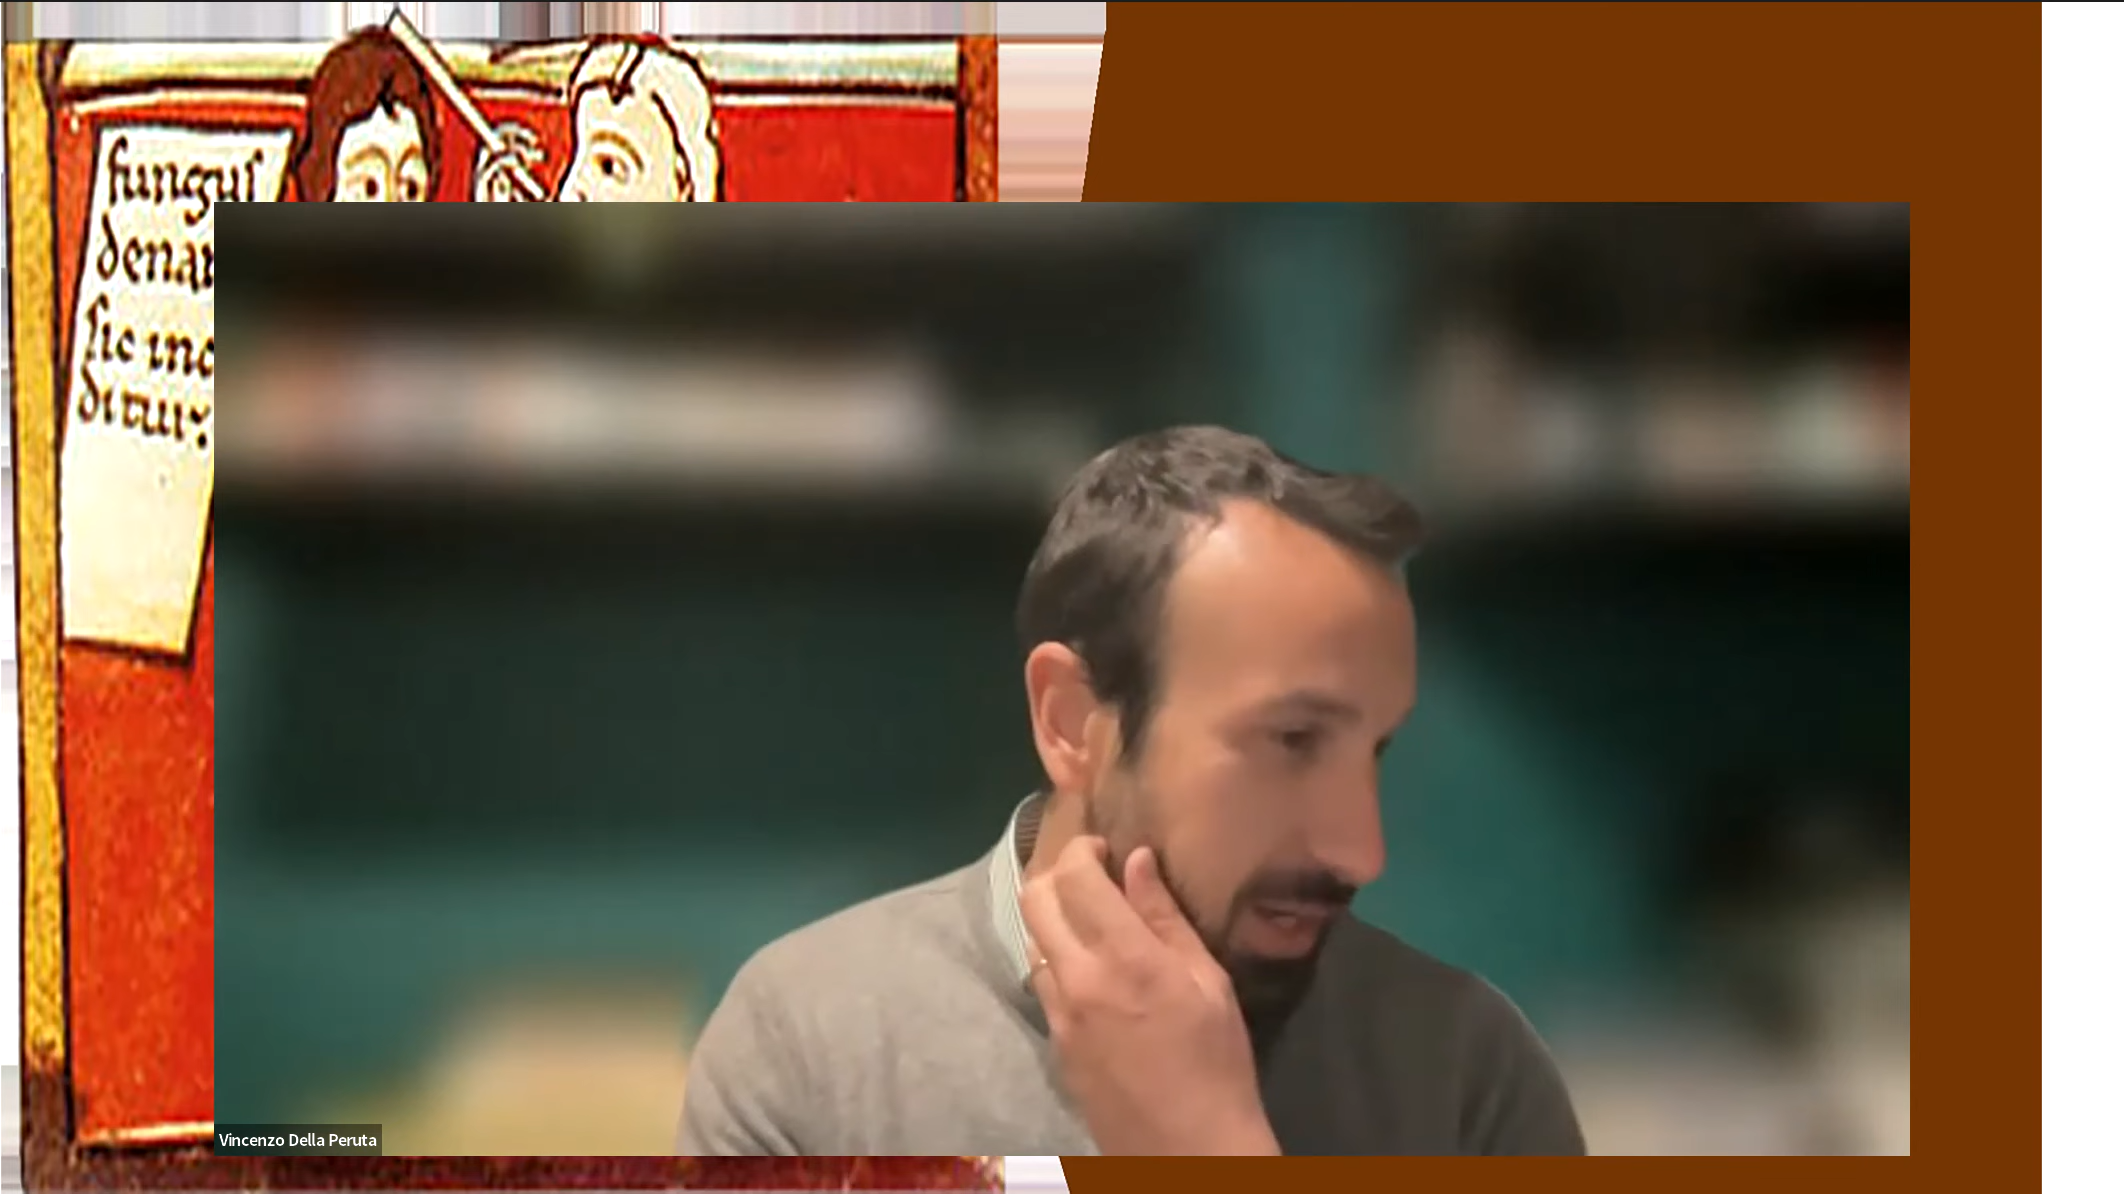 funguſ
denar
ſic inc
ditur;
Vincenzo Della Peruta